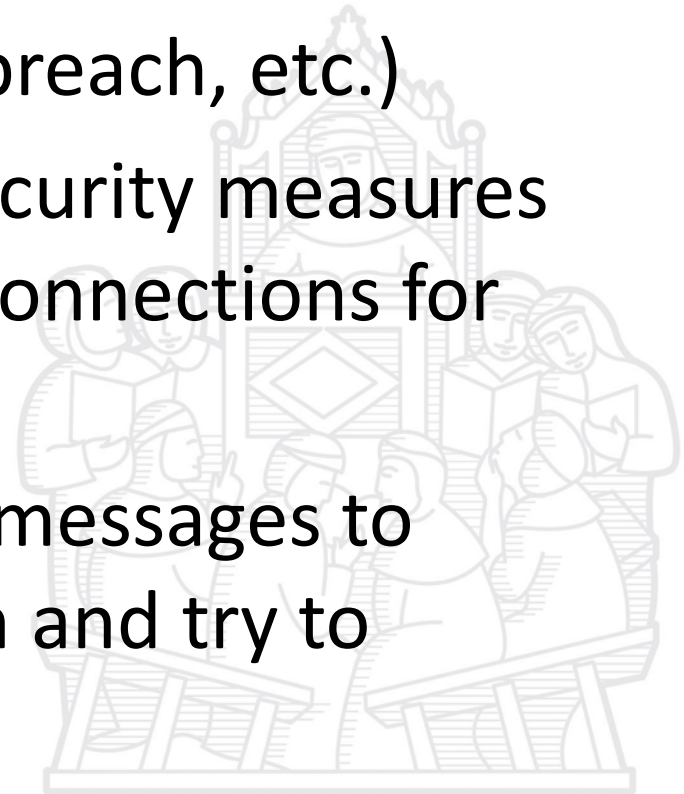 breach, etc.)
curity measures
onnections for
messages to
and try to